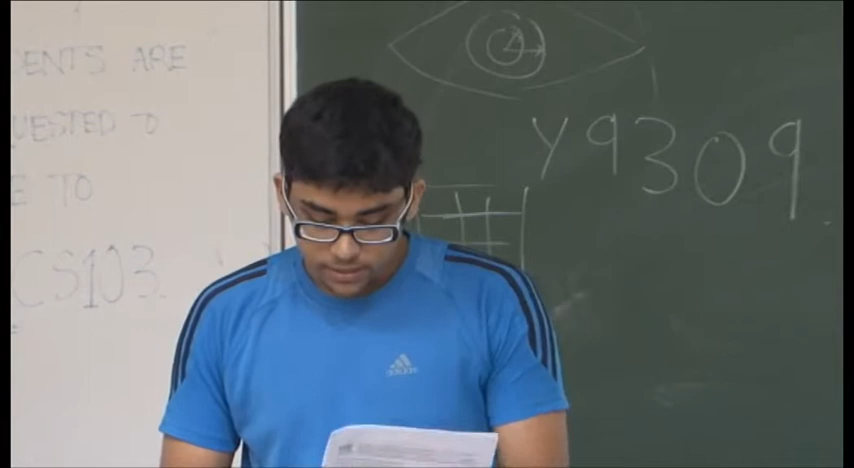 ENTS ARE
UESTED TO
E TO
CS103
Y9309
adidas